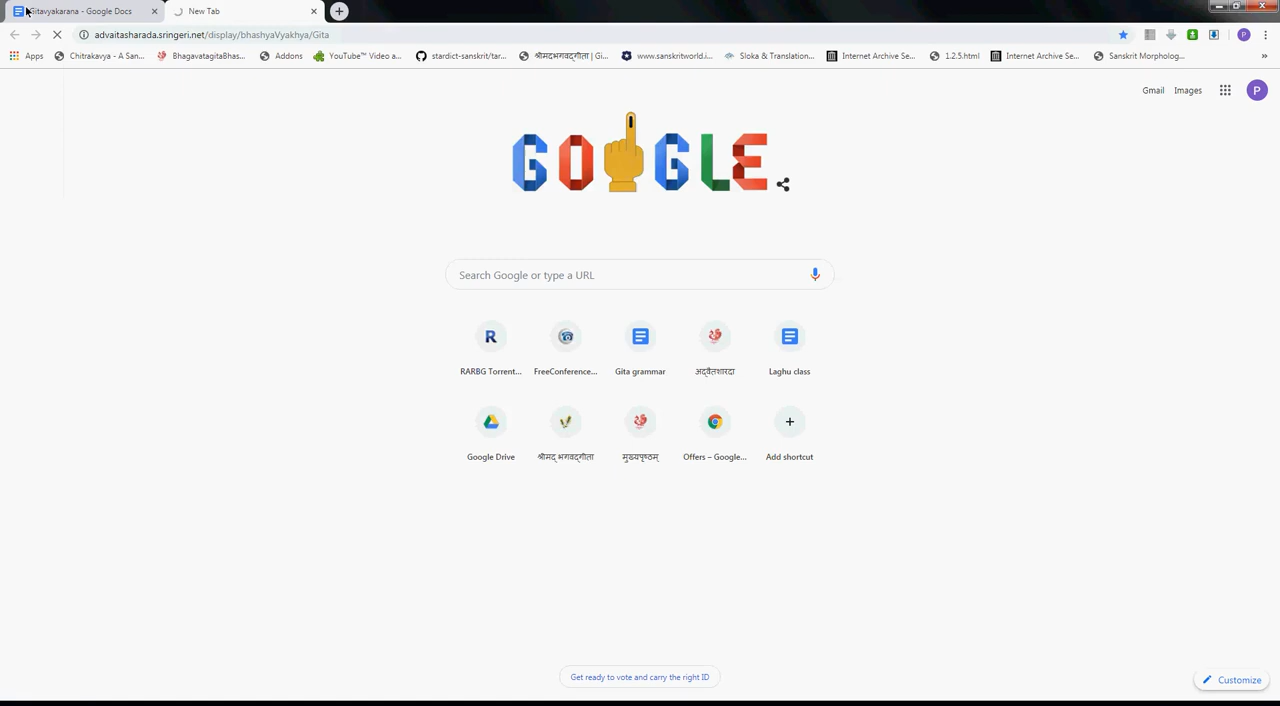 Gitavyakarana - Google Docs
New Tab
advaitasharada.sringeri.net/display/bhashyaVyakhya/Gita
P
Apps
Chitrakavya - A San...
BhagavatagitaBhas...
Addons
YouTube™ Video a...
stardict-sanskrit/tar...
श्रीमदभगवद्गीता | Gi...
www.sanskritworld.i...
Sloka & Translation...
Internet Archive Se...
1.2.5.html
Internet Archive Se...
Sanskrit Morpholog...
»
Gmail
Images
P
GOGLE
Search Google or type a URL
R
RARBG Torrent...
FreeConference...
Gita grammar
अद्वैतशारदा
Laghu class
Google Drive
श्रीमद् भगवद्गीता
मुख्यपृष्ठम्
Offers – Google...
Add shortcut
Get ready to vote and carry the right ID
Customize